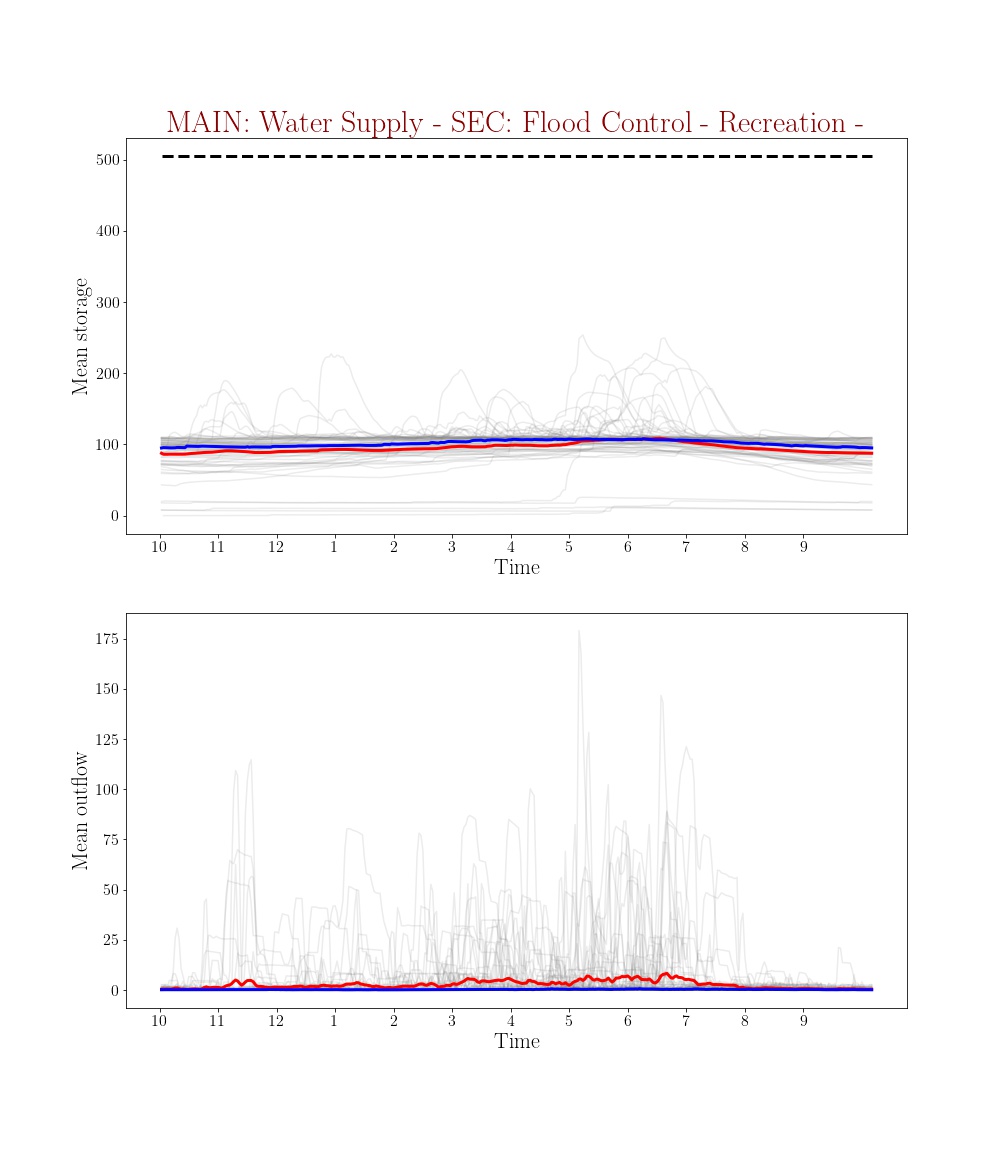 MAIN: Water Supply - SEC: Flood Control - Recreation -
500
400
300
200
100
0
Mean storage
10 11 12 1 2 3 4 5 6 7 8 9
Time
175
150
125
100
75
50
25
0
Mean outflow
10 11 12 1 2 3 4 5 6 7 8 9
Time